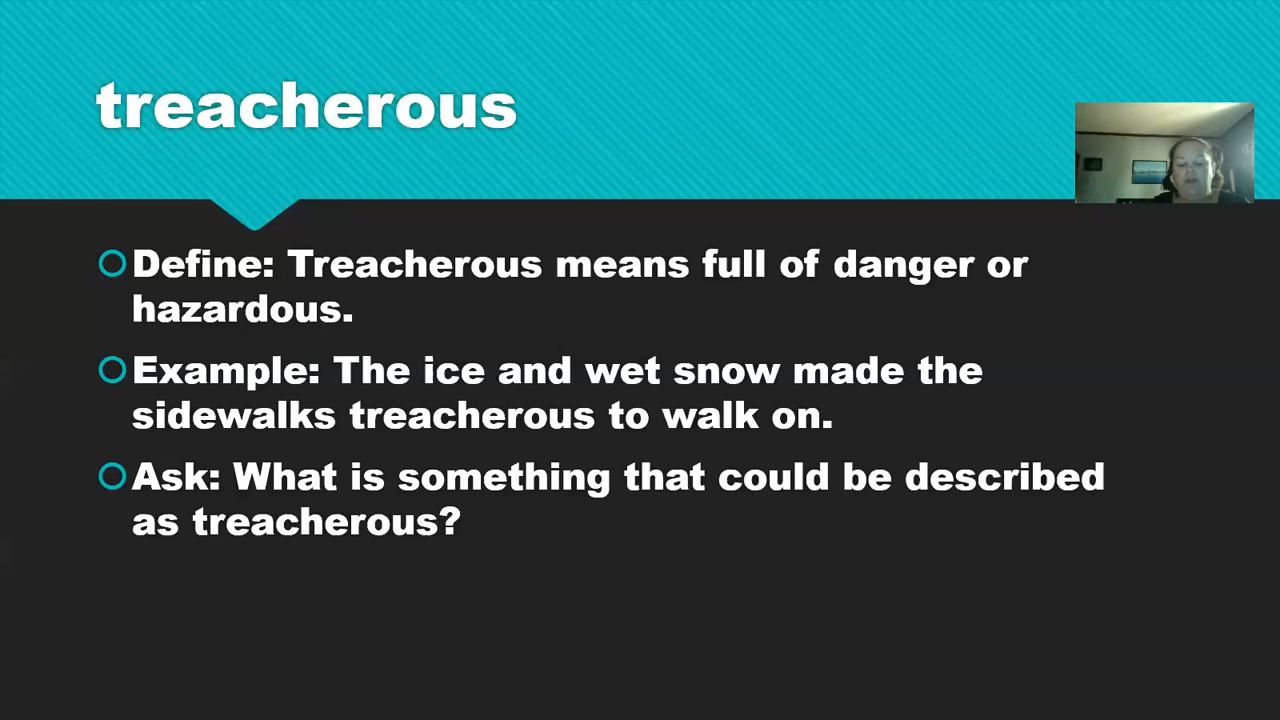 treacherous
Define: Treacherous means full of danger or
hazardous.
Example: The ice and wet snow made the
sidewalks treacherous to walk on.
Ask: What is something that could be described
as treacherous?